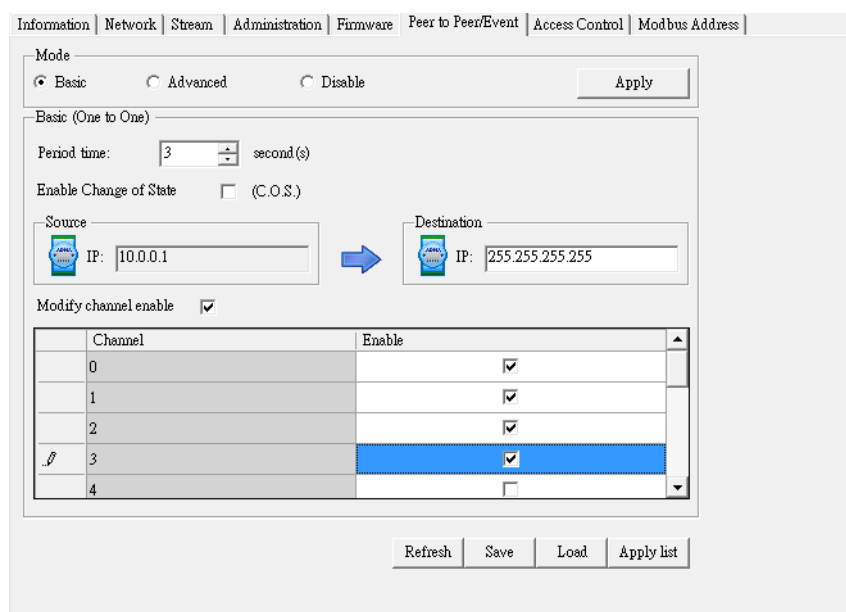 Information Network Stream Administration Firmware Peer to Peer/Event Access Control Modbus Address
Mode
Basic Advanced Disable Apply
Basic (One to One)
Period time: 3 second(s)
Enable Change of State (C.O.S.)
Source Destination
IP: 10.0.0.1 IP: 255.255.255.255
Modify channel enable
Channel Enable
0
1
2
3
4
Refresh Save Load Apply list